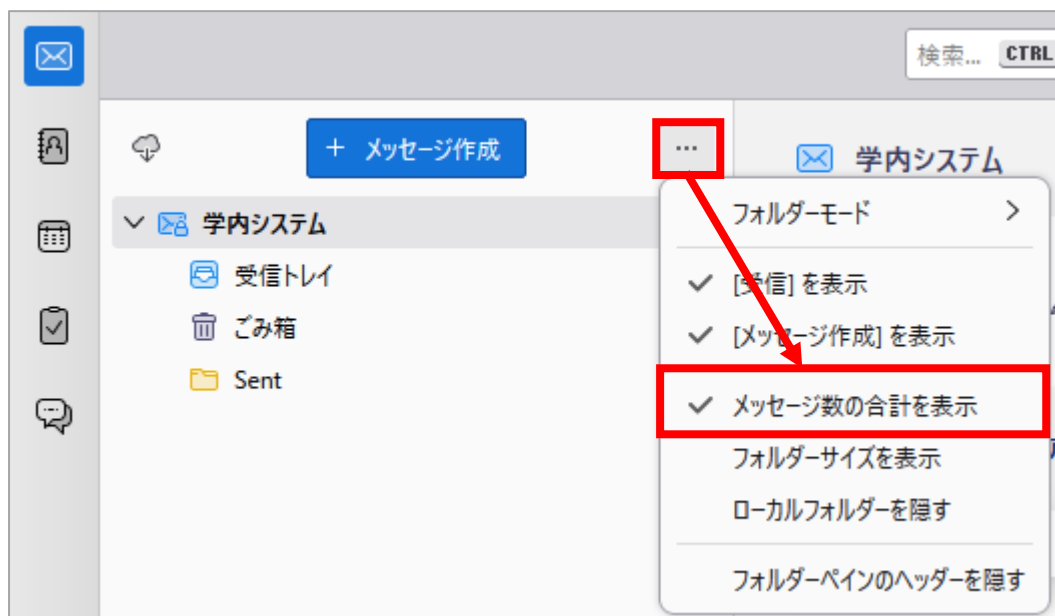 検索... CTRL
+ メッセージ作成
...
学内システム
学内システム
受信トレイ
ごみ箱
Sent
フォルダーモード
[受信] を表示
[メッセージ作成] を表示
メッセージ数の合計を表示
フォルダーサイズを表示
ローカルフォルダーを隠す
フォルダーペインのヘッダーを隠す